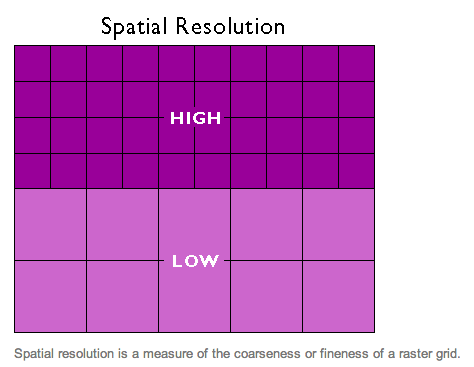 Spatial Resolution
HIGH
LOW
Spatial resolution is a measure of the coarseness or fineness of a raster grid.